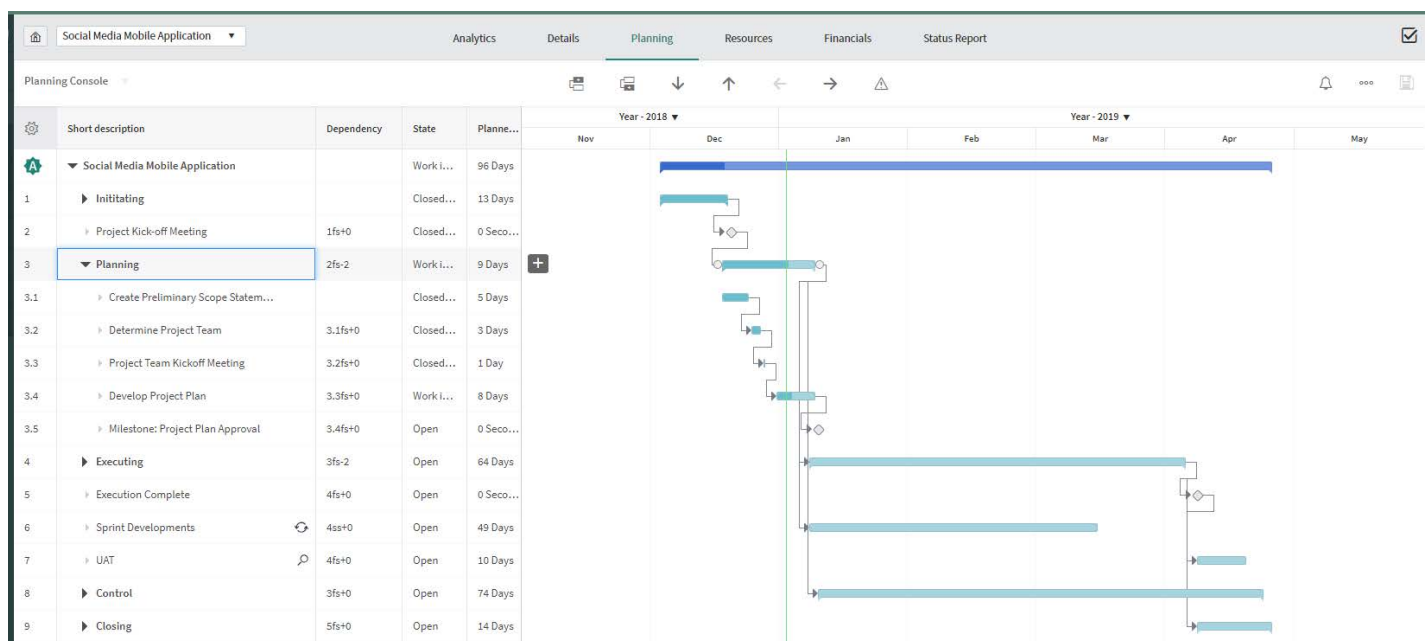 Social Media Mobile Application ▼ Analytics Details Planning Resources Financials Status Report
Planning Console
Short description Dependency State Planne... Year - 2018 ▼ Year - 2019 ▼
Nov Dec Jan Feb Mar Apr May
A Social Media Mobile Application Work i... 96 Days
1 Inititating Closed... 13 Days
2 Project Kick-off Meeting 1fs+0 Closed... 0 Seco...
3 Planning 2fs-2 Work i... 9 Days
3.1 Create Preliminary Scope Statem... Closed... 5 Days
3.2 Determine Project Team 3.1fs+0 Closed... 3 Days
3.3 Project Team Kickoff Meeting 3.2fs+0 Closed... 1 Day
3.4 Develop Project Plan 3.3fs+0 Work i... 8 Days
3.5 Milestone: Project Plan Approval 3.4fs+0 Open 0 Seco...
4 Executing 3fs-2 Open 64 Days
5 Execution Complete 4fs+0 Open 0 Seco...
6 Sprint Developments 4ss+0 Open 49 Days
7 UAT 4fs+0 Open 10 Days
8 Control 3fs+0 Open 74 Days
9 Closing 5fs+0 Open 14 Days